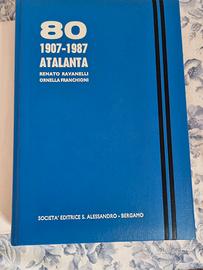 80
1907-1987
ATALANTA
RENATO RAVANELLI
ORNELLA FRANCHIONI
SOCIETA' EDITRICE S. ALESSANDRO - BERGAMO